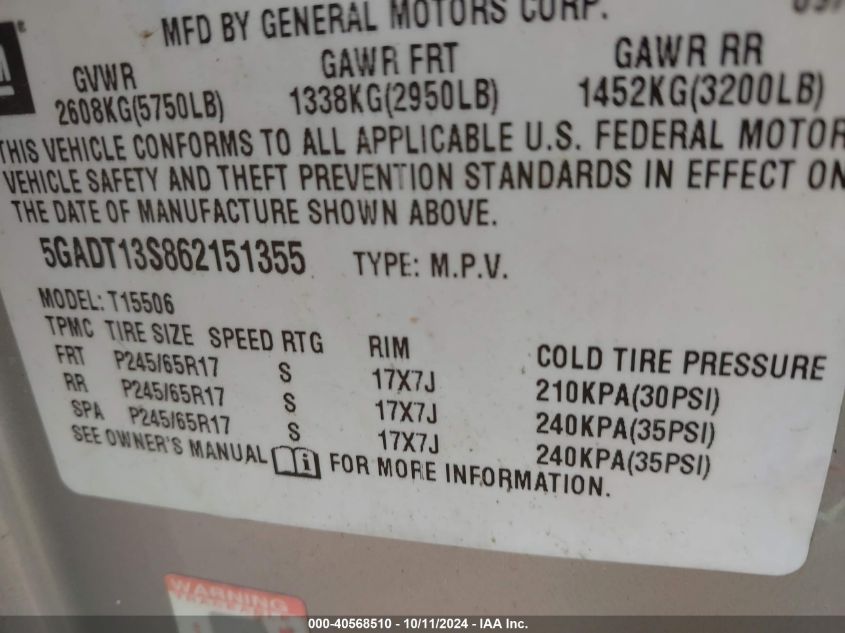 MFD BY GENERAL MOTORS CORP.
GVWR GAWR FRT GAWR RR
2608KG(5750LB) 1338KG(2950LB) 1452KG(3200LB)
THIS VEHICLE CONFORMS TO ALL APPLICABLE U.S. FEDERAL MOTOR
VEHICLE SAFETY AND THEFT PREVENTION STANDARDS IN EFFECT ON
THE DATE OF MANUFACTURE SHOWN ABOVE.
5GADT13S862151355 TYPE: M.P.V.
MODEL: T15506
TPMC TIRE SIZE SPEED RTG RIM COLD TIRE PRESSURE
FRT P245/65R17 S 17X7J 210KPA(30PSI)
RR P245/65R17 S 17X7J 240KPA(35PSI)
SPA P245/65R17 S 17X7J 240KPA(35PSI)
SEE OWNER'S MANUAL i FOR MORE INFORMATION.
WARNING
000-40568510 - 10/11/2024 - IAA Inc.